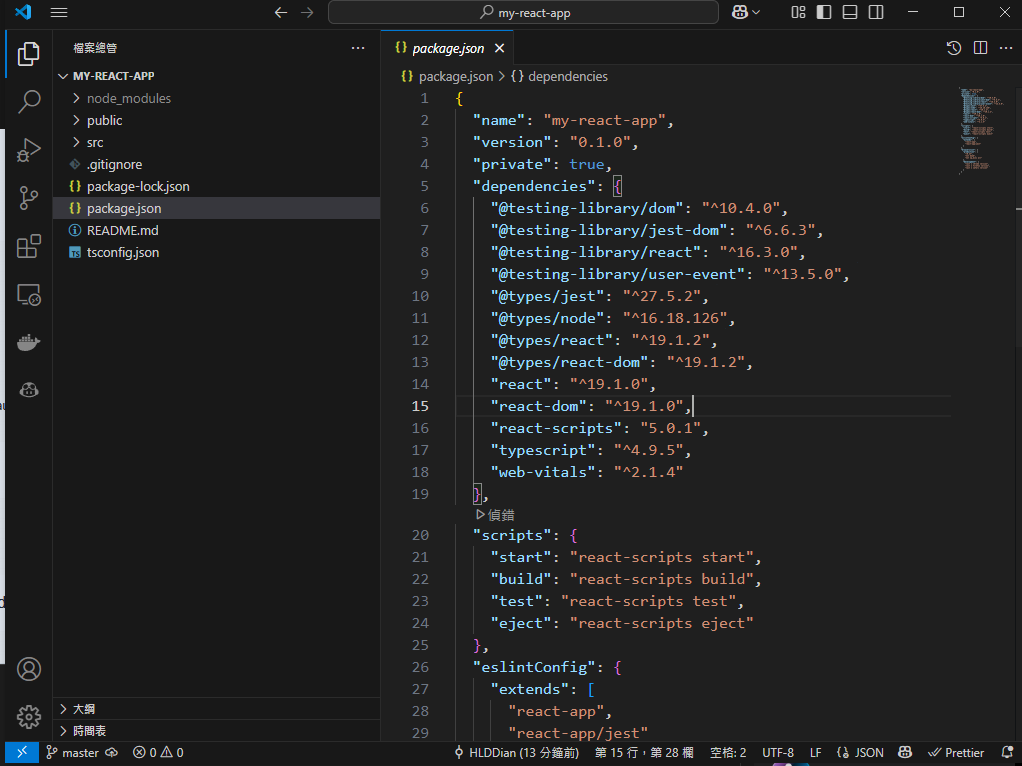 my-react-app
檔案總管
MY-REACT-APP
node_modules
public
src
.gitignore
package-lock.json
package.json
README.md
tsconfig.json
大綱
時間表
package.json
package.json > {} dependencies
1 {
2 "name": "my-react-app",
3 "version": "0.1.0",
4 "private": true,
5 "dependencies": {
6 "@testing-library/dom": "^10.4.0",
7 "@testing-library/jest-dom": "^6.6.3",
8 "@testing-library/react": "^16.3.0",
9 "@testing-library/user-event": "^13.5.0",
10 "@types/jest": "^27.5.2",
11 "@types/node": "^16.18.126",
12 "@types/react": "^19.1.2",
13 "@types/react-dom": "^19.1.2",
14 "react": "^19.1.0",
15 "react-dom": "^19.1.0",
16 "react-scripts": "5.0.1",
17 "typescript": "^4.9.5",
18 "web-vitals": "^2.1.4"
19 },
偵錯
20 "scripts": {
21 "start": "react-scripts start",
22 "build": "react-scripts build",
23 "test": "react-scripts test",
24 "eject": "react-scripts eject"
25 },
26 "eslintConfig": {
27 "extends": [
28 "react-app",
29 "react-app/jest"
master 0 0 HLDDian (13 分鐘前) 第 15 行，第 28 欄 空格: 2 UTF-8 LF {} JSON Prettier